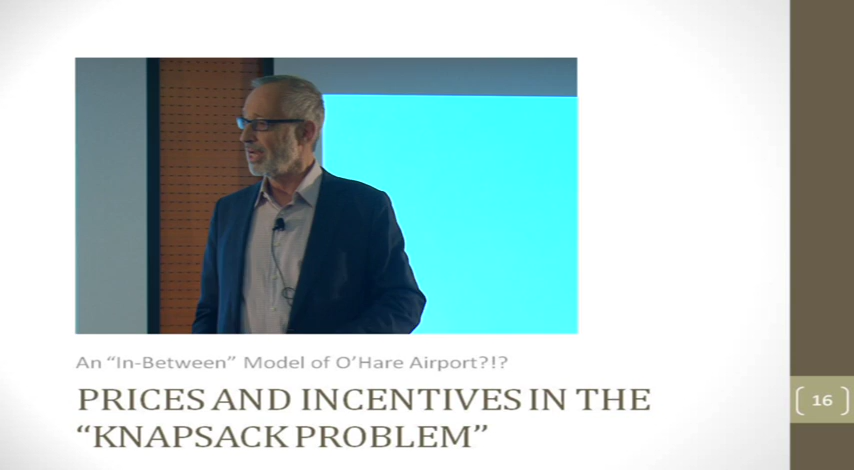 An “In-Between” Model of O’Hare Airport?!?
PRICES AND INCENTIVES IN THE
“KNAPSACK PROBLEM”
16